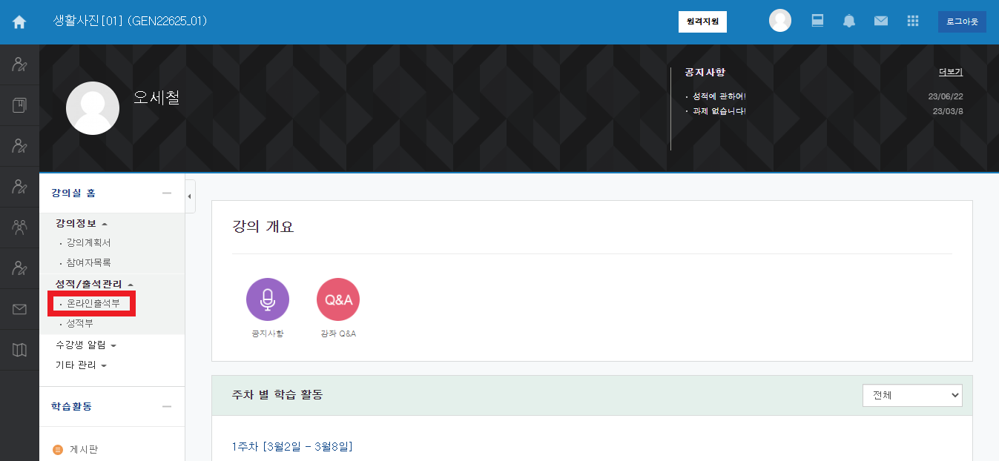 생활사진[01] (GEN22625_01)
원격지원
로그아웃
오세철
공지사항
더보기
· 성적에 관하여!
23/06/22
· 과제 없습니다!
23/03/8
강의실 홈
강의정보
· 강의계획서
· 참여자목록
성적/출석관리
· 온라인출석부
· 성적부
수강생 알림
기타 관리
학습활동
게시판
강의 개요
Q&A
공지사항
강좌 Q&A
주차 별 학습 활동
전체
1주차 [3월2일 - 3월8일]